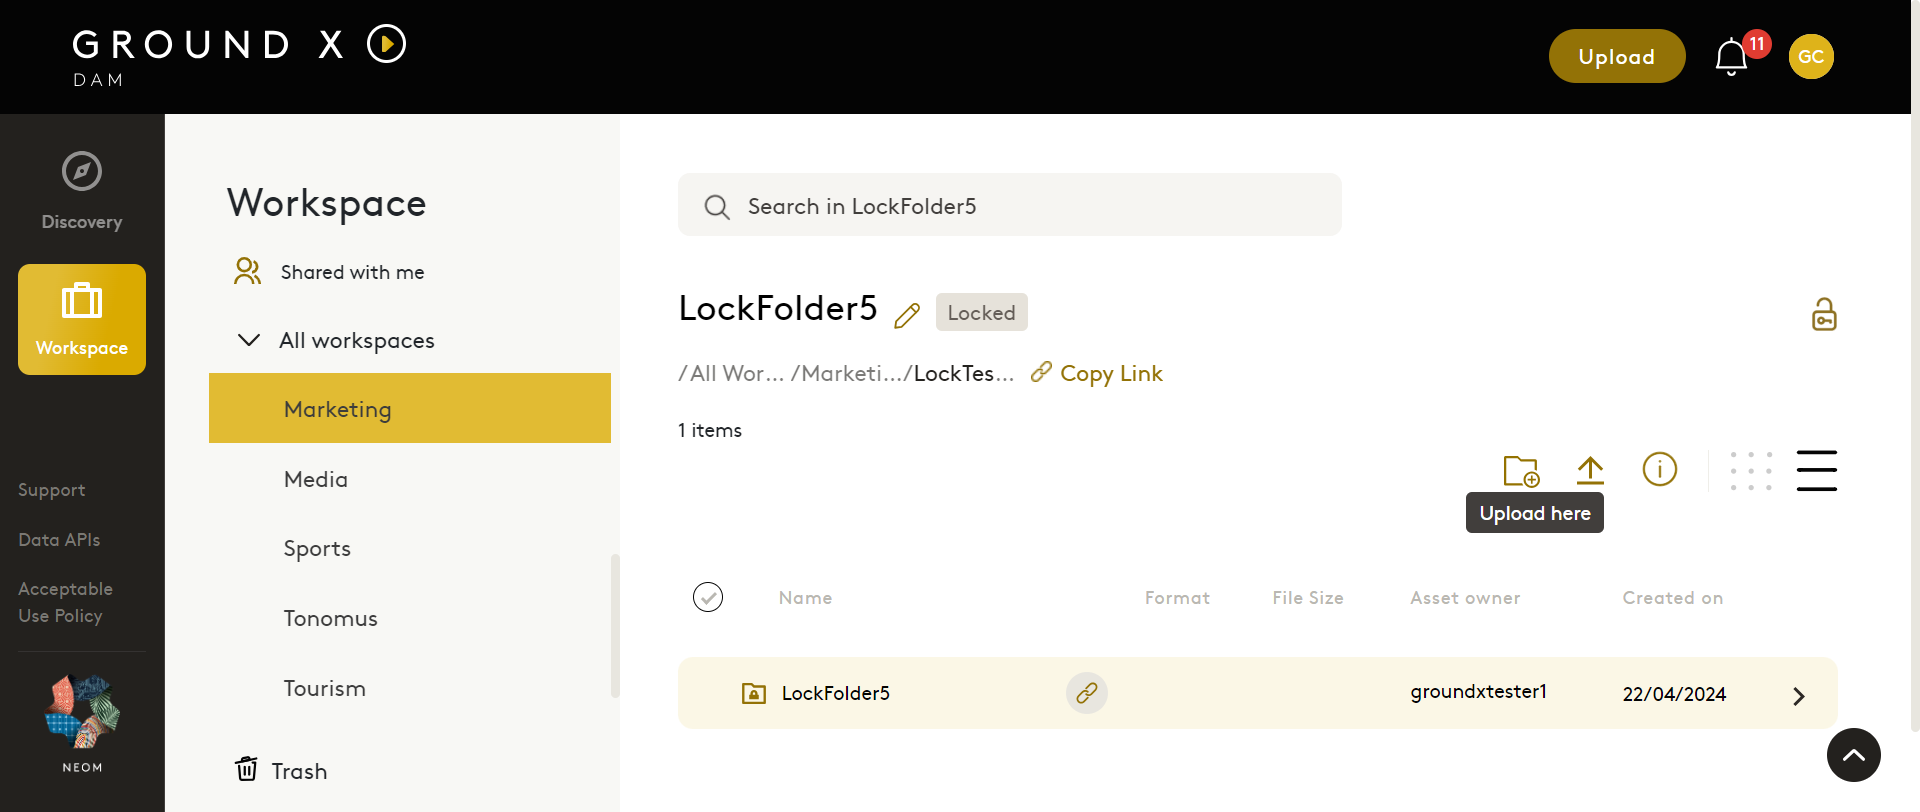 GROUND X
DAM
Upload
11
GC
Discovery
Workspace
Support
Data APIs
Acceptable
Use Policy
NEOM
Workspace
Shared with me
All workspaces
Marketing
Media
Sports
Tonomus
Tourism
Trash
Search in LockFolder5
LockFolder5 Locked
/All Wor... /Marketi.../LockTes... Copy Link
1 items
Upload here
Name Format File Size Asset owner Created on
LockFolder5 groundxtester1 22/04/2024